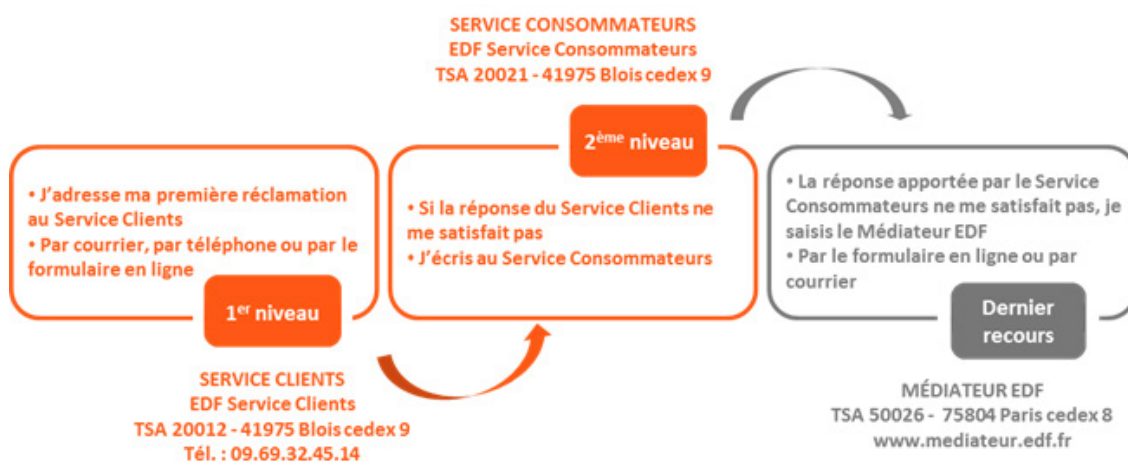 SERVICE CONSOMMATEURS
EDF Service Consommateurs
TSA 20021 - 41975 Blois cedex 9
• J'adresse ma première réclamation
au Service Clients
• Par courrier, par téléphone ou par le
formulaire en ligne
1er niveau
SERVICE CLIENTS
EDF Service Clients
TSA 20012 - 41975 Blois cedex 9
Tél. : 09.69.32.45.14
2ème niveau
• Si la réponse du Service Clients ne
me satisfait pas
• J'écris au Service Consommateurs
• La réponse apportée par le Service
Consommateurs ne me satisfait pas, je
saisis le Médiateur EDF
• Par le formulaire en ligne ou par
courrier
Dernier
recours
MÉDIATEUR EDF
TSA 50026 - 75804 Paris cedex 8
www.mediateur.edf.fr